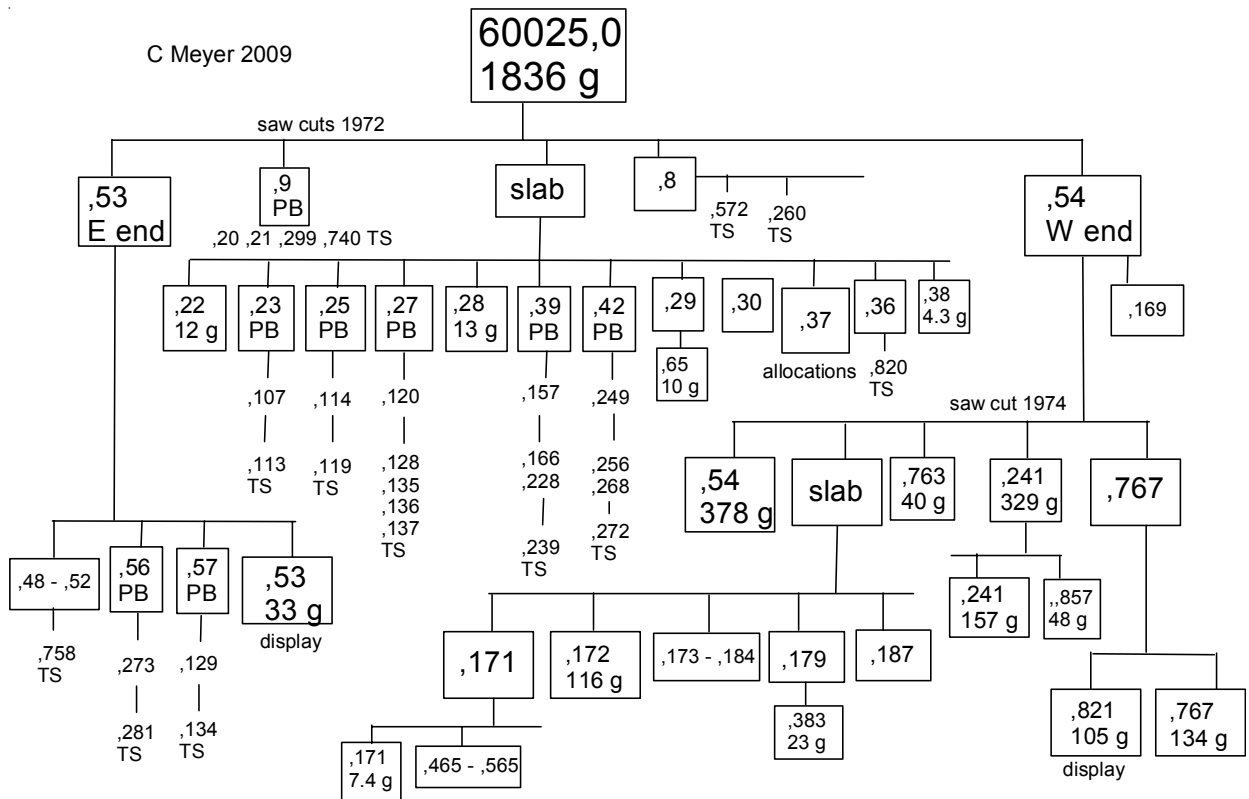 C Meyer 2009
60025,0
1836 g
saw cuts 1972
,53
E end
,9
PB
slab
,8
,572
TS
,260
TS
,54
W end
,169
,20 ,21 ,299 ,740 TS
,22
12 g
,23
PB
,25
PB
,27
PB
,28
13 g
,39
PB
,42
PB
,29
,30
,37
,36
,38
4.3 g
,65
10 g
allocations
,820
TS
,107
,113
TS
,114
,119
TS
,120
,128
,135
,136
,137
TS
,157
,166
,228
,239
TS
,249
,256
,268
,272
TS
saw cut 1974
,54
378 g
slab
,763
40 g
,241
329 g
,767
,48 - ,52
,56
PB
,57
PB
,53
33 g
display
,758
TS
,273
,281
TS
,129
,134
TS
,241
157 g
,,857
48 g
,171
,172
116 g
,173 - ,184
,179
,187
,383
23 g
,171
7.4 g
,465 - ,565
,821
105 g
display
,767
134 g